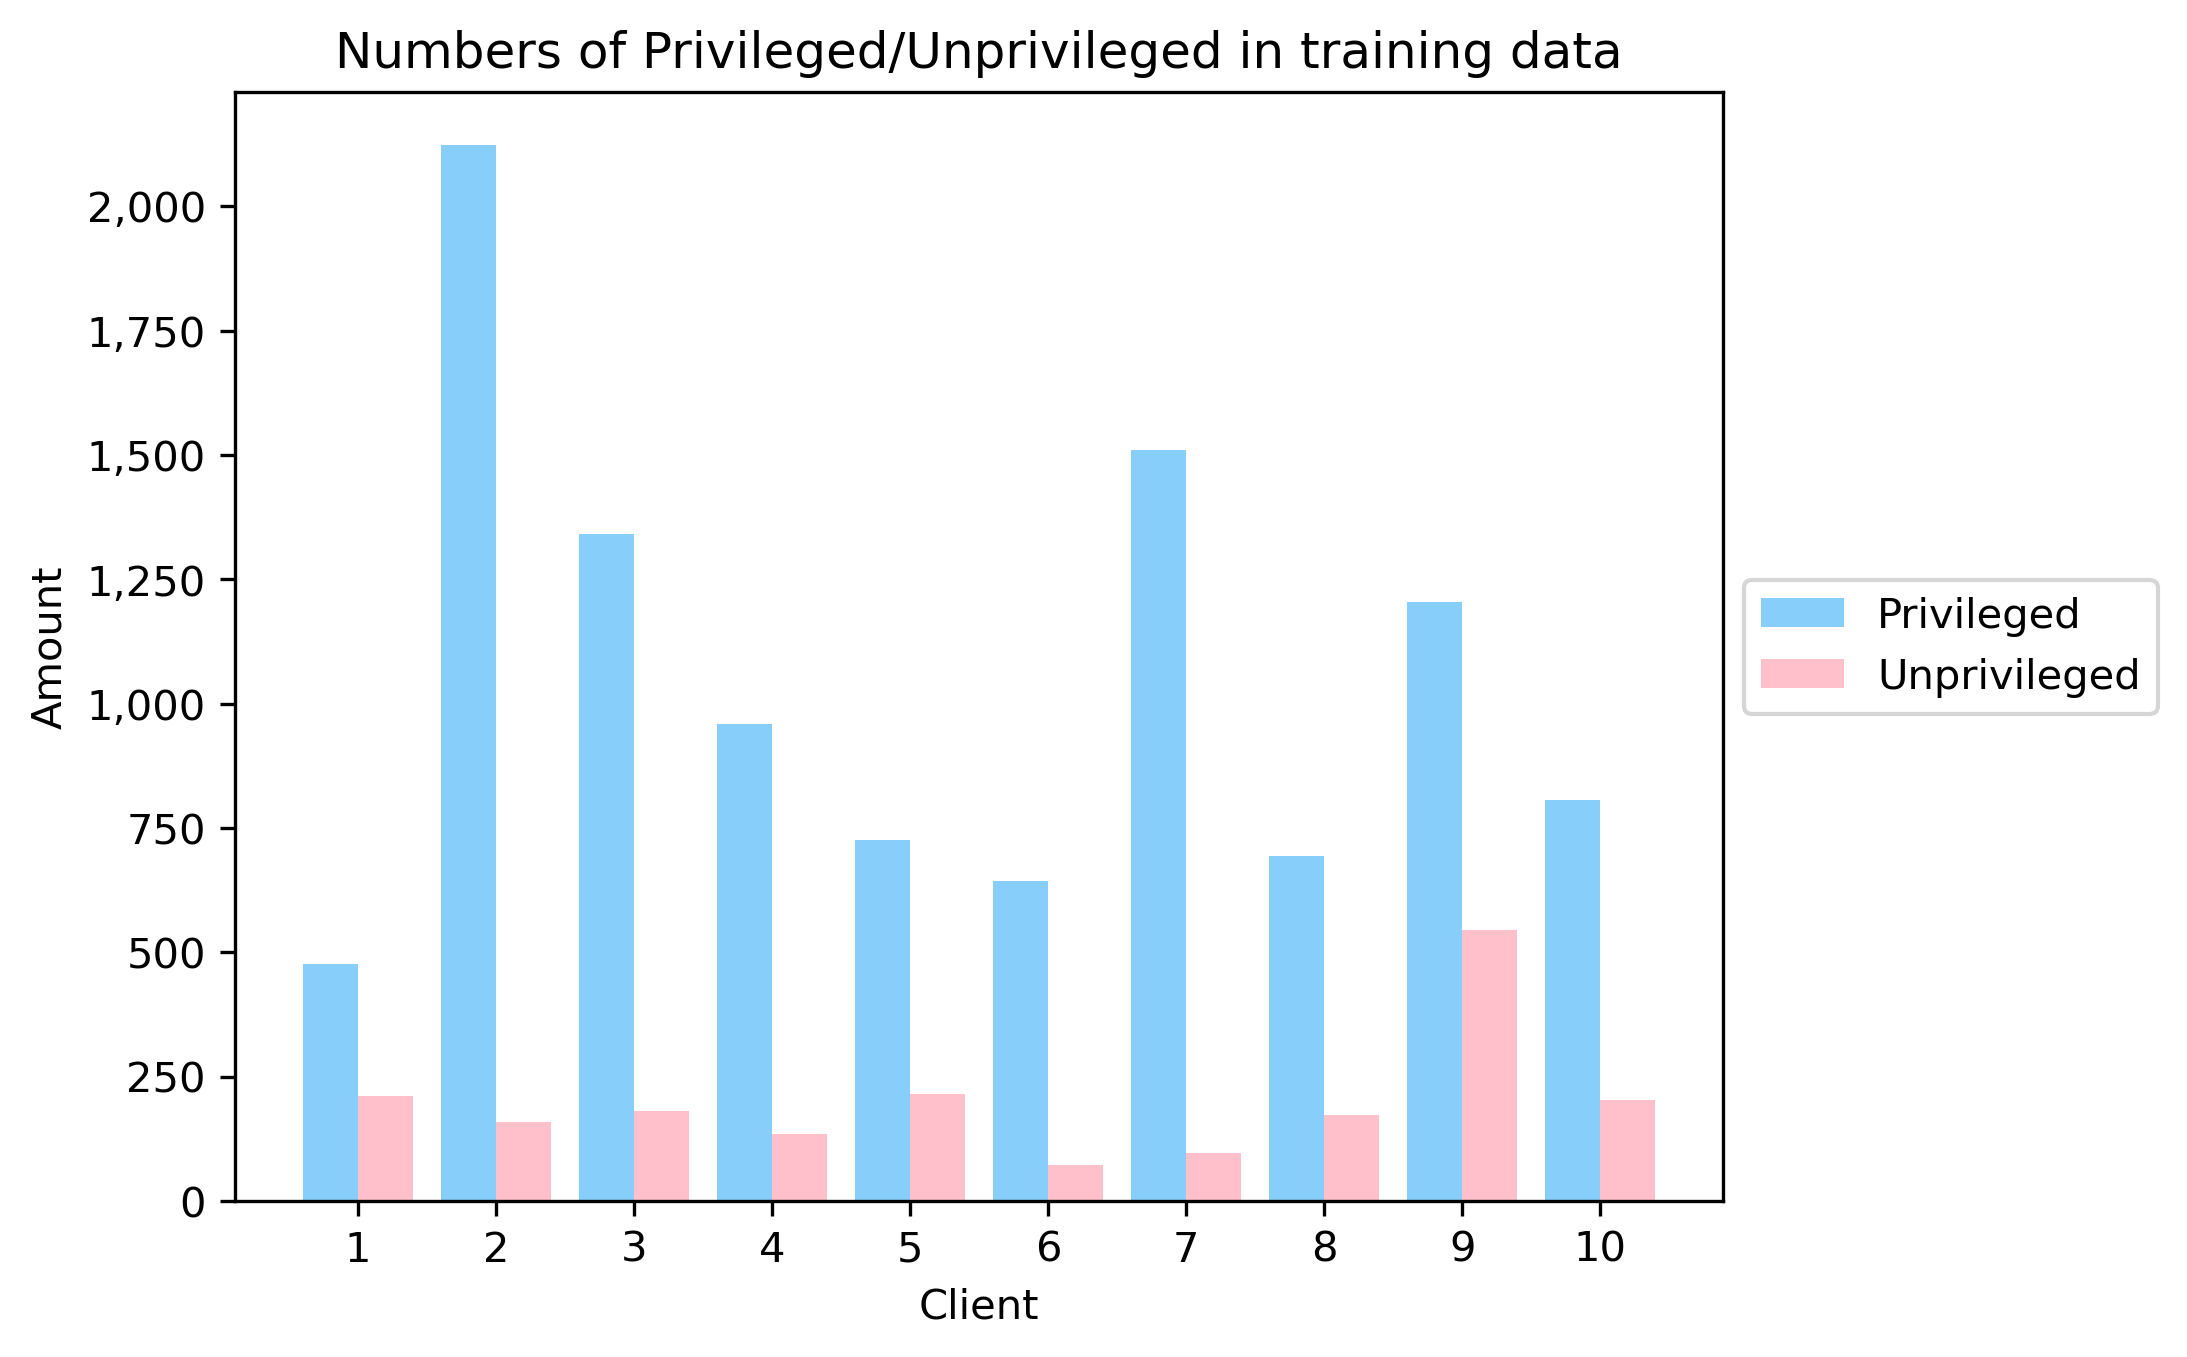 Numbers of Privileged/Unprivileged in training data
Amount
2,000
1,750
1,500
1,250
1,000
750
500
250
0
1 2 3 4 5 6 7 8 9 10
Client
Privileged
Unprivileged